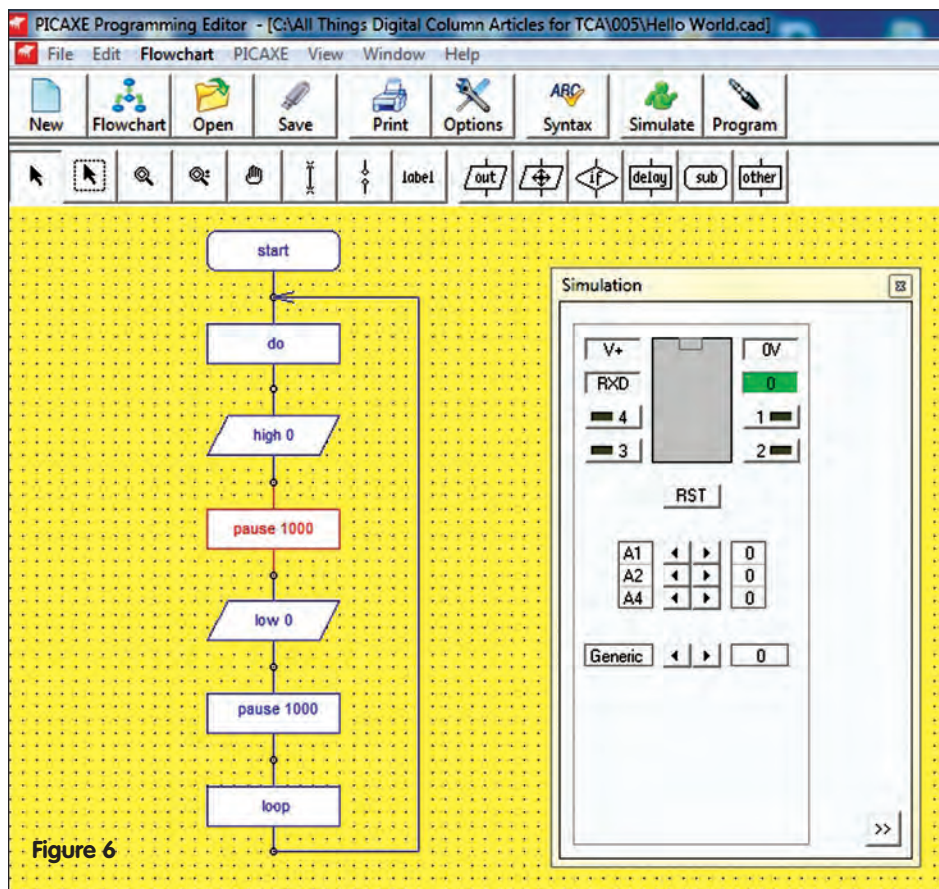 PICAXE Programming Editor - [C:\All Things Digital Column Articles for TCA\005\Hello World.cad]
File Edit Flowchart PICAXE View Window Help
ABC
New Flowchart Open Save Print Options Syntax Simulate Program
label out if delay sub other
start
do
high 0
pause 1000
low 0
pause 1000
loop
Simulation
V+ 0V
RXD 0
4 1
3 2
RST
A1 0
A2 0
A4 0
Generic 0
>>
Figure 6